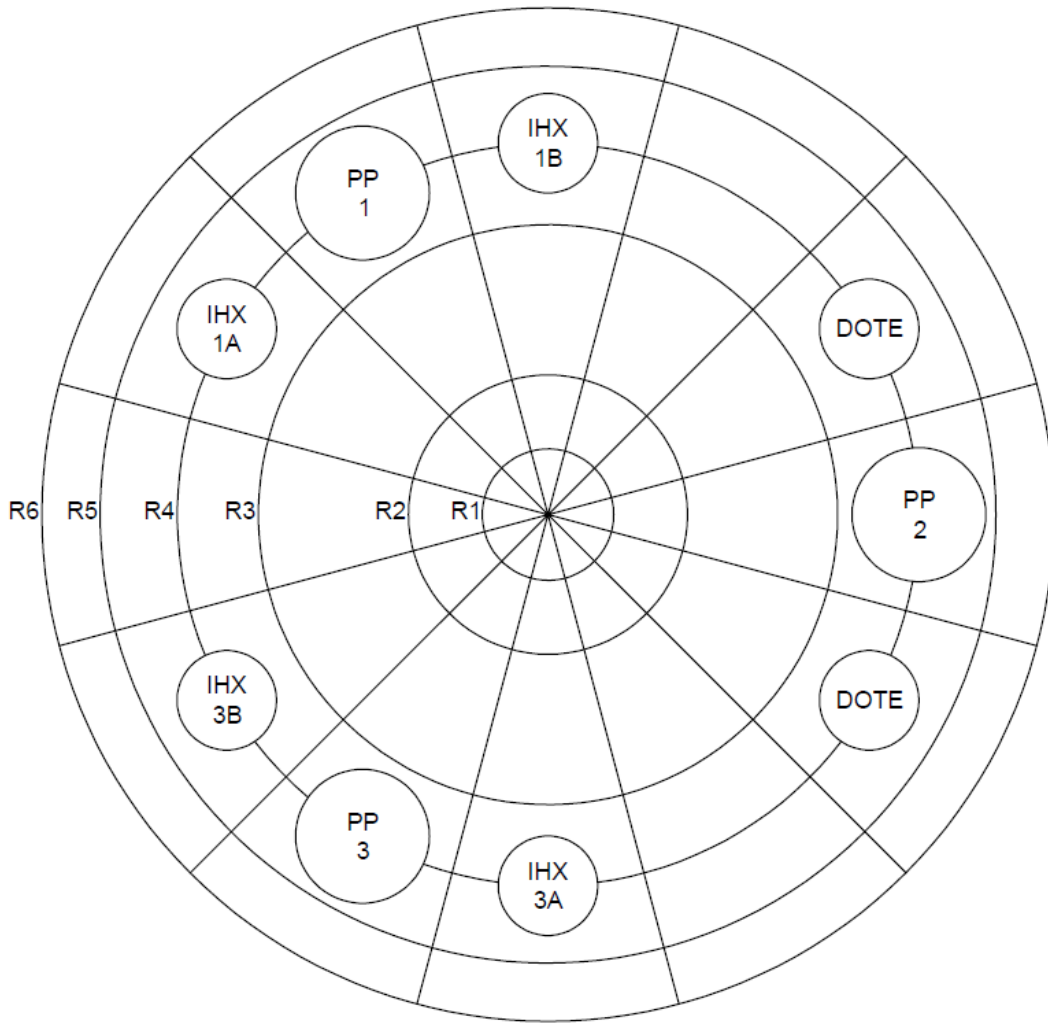 IHX
1B
PP
1
IHX
1A
DOTE
R6 R5 R4 R3 R2 R1
PP
2
IHX
3B
DOTE
PP
3
IHX
3A